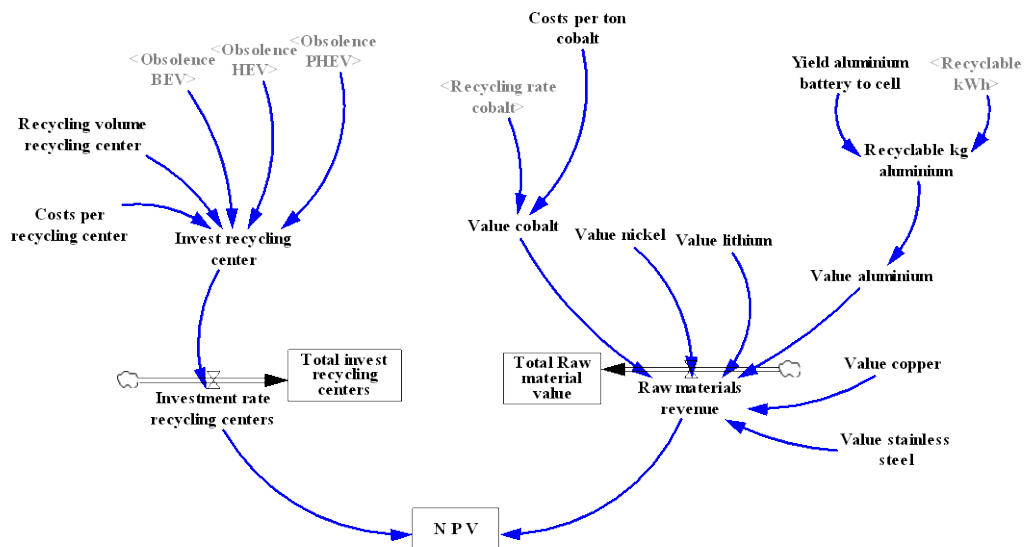 <Obsolence
BEV>
<Obsolence
HEV>
<Obsolence
PHEV>
Costs per ton
cobalt
Yield aluminium
battery to cell
<Recyclable
kWh>
<Recycling rate
cobalt>
Recycling volume
recycling center
Recyclable kg
aluminium
Costs per
recycling center
Invest recycling
center
Value cobalt
Value nickel
Value lithium
Value aluminium
Total invest
recycling
centers
Total Raw
material
value
Value copper
Investment rate
recycling centers
Raw materials
revenue
Value stainless
steel
N P V